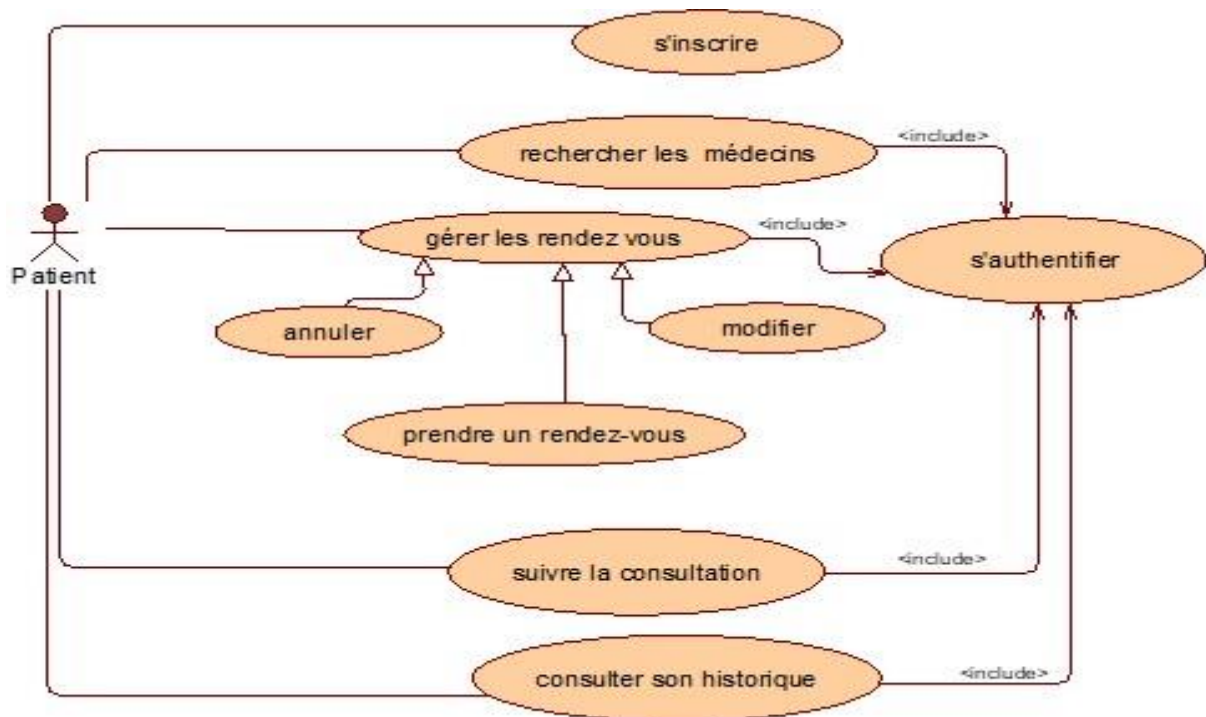 s'inscrire
rechercher les médecins
<include>
Patient
gérer les rendez vous
<include>
s'authentifier
annuler
modifier
prendre un rendez-vous
suivre la consultation
<include>
consulter son historique
<include>